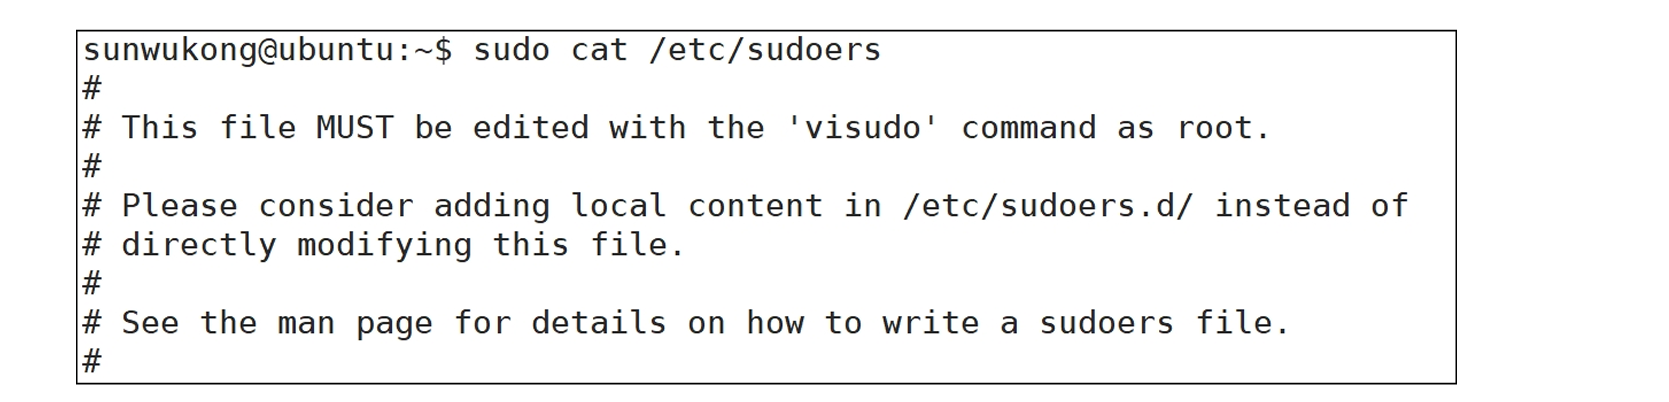 sunwukong@ubuntu:~$ sudo cat /etc/sudoers
#
# This file MUST be edited with the 'visudo' command as root.
#
# Please consider adding local content in /etc/sudoers.d/ instead of
# directly modifying this file.
#
# See the man page for details on how to write a sudoers file.
#